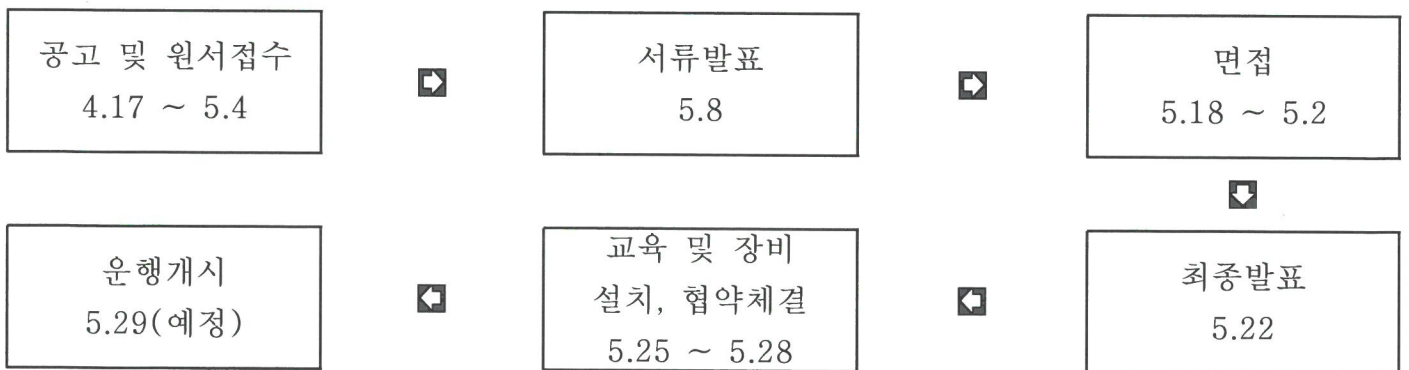 공고 및 원서접수
4.17 ~ 5.4
서류발표
5.8
면접
5.18 ~ 5.2
최종발표
5.22
교육 및 장비
설치, 협약체결
5.25 ~ 5.28
운행개시
5.29(예정)